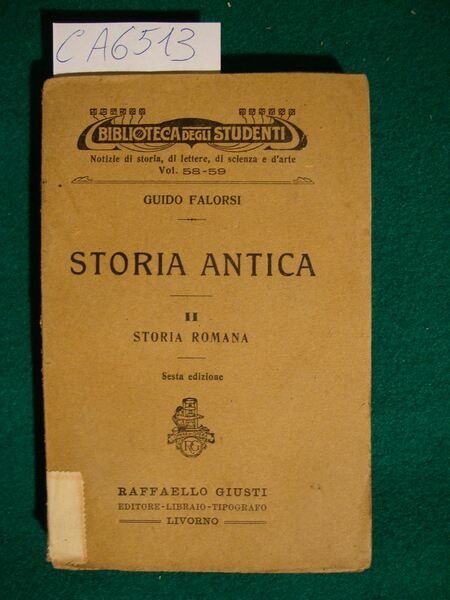 CA6513
BIBLIOTECA DEGLI STUDENTI
Notizie di storia, di lettere, di scienza e d'arte
Vol. 58-59
GUIDO FALORSI
STORIA ANTICA
II
STORIA ROMANA
Sesta edizione
RG
RAFFAELLO GIUSTI
EDITORE-LIBRAIO-TIPOGRAFO
LIVORNO